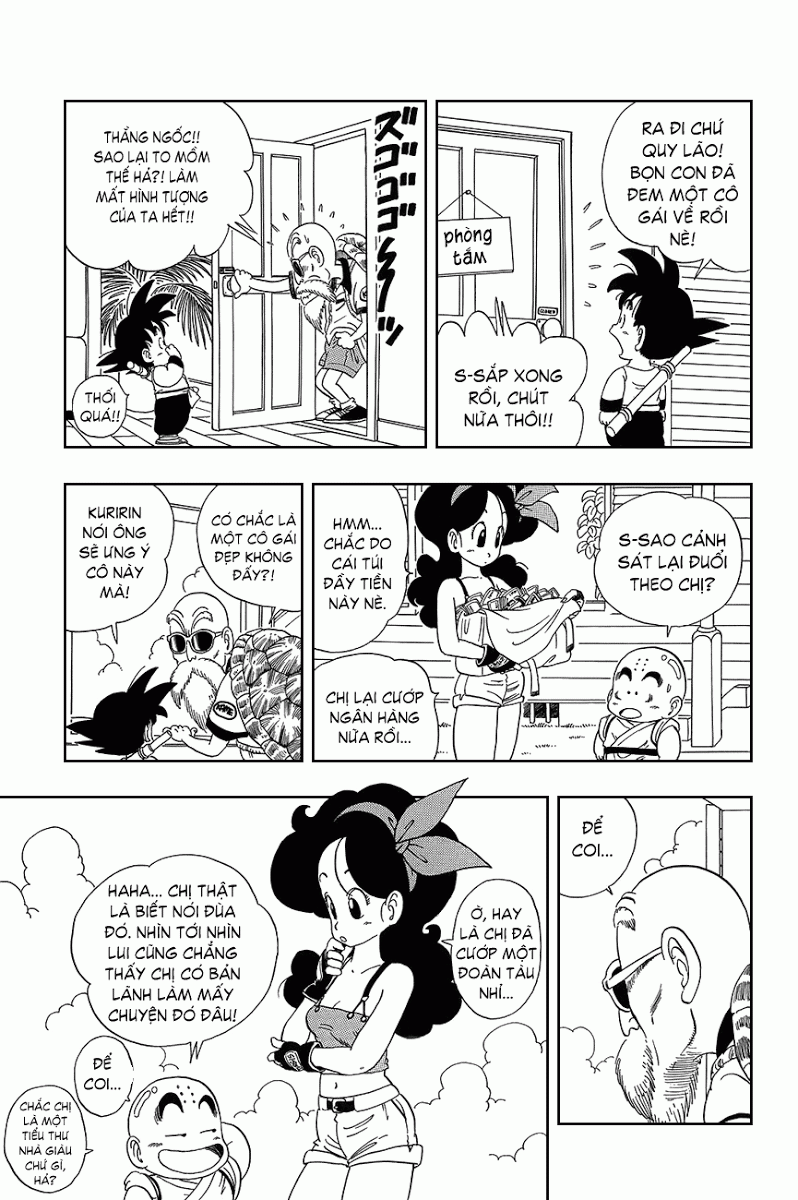 RA ĐI CHỨ
QUY LÃO!
BỌN CON ĐÃ
ĐEM MỘT CÔ
GÁI VỀ RỒI
NÈ!
phòng
tắm
S-SẮP XONG
RỒI, CHÚT
NỮA THÔI!!
ズゴゴゴ〜〜ッ
THẰNG NGỐC!!
SAO LẠI TO MỒM
THẾ HẢ?! LÀM
MẤT HÌNH TƯỢNG
CỦA TA HẾT!!
THỐI
QUÁ!!
S-SAO CẢNH
SÁT LẠI ĐUỔI
THEO CHỊ?
HMM...
CHẮC DO
CÁI TÚI
ĐẦY TIỀN
NÀY NÈ.
CHỊ LẠI CƯỚP
NGÂN HÀNG
NỮA RỒI...
CÓ CHẮC LÀ
MỘT CÔ GÁI
ĐẸP KHÔNG
ĐẤY?!
KURIRIN
NÓI ÔNG
SẼ ƯNG Ý
CÔ NÀY
MÀ!
ĐỂ
COI...
Ờ, HAY
LÀ CHỊ ĐÃ
CƯỚP MỘT
ĐOÀN TÀU
NHỈ...
HAHA... CHỊ THẬT
LÀ BIẾT NÓI ĐÙA
ĐÓ. NHÌN TỚI NHÌN
LUI CŨNG CHẲNG
THẤY CHỊ CÓ BẢN
LÃNH LÀM MẤY
CHUYỆN ĐÓ ĐÂU!
ĐỂ
COI...
CHẮC CHỊ
LÀ MỘT
TIỂU THƯ
NHÀ GIÀU
CHỨ GÌ,
HẢ?